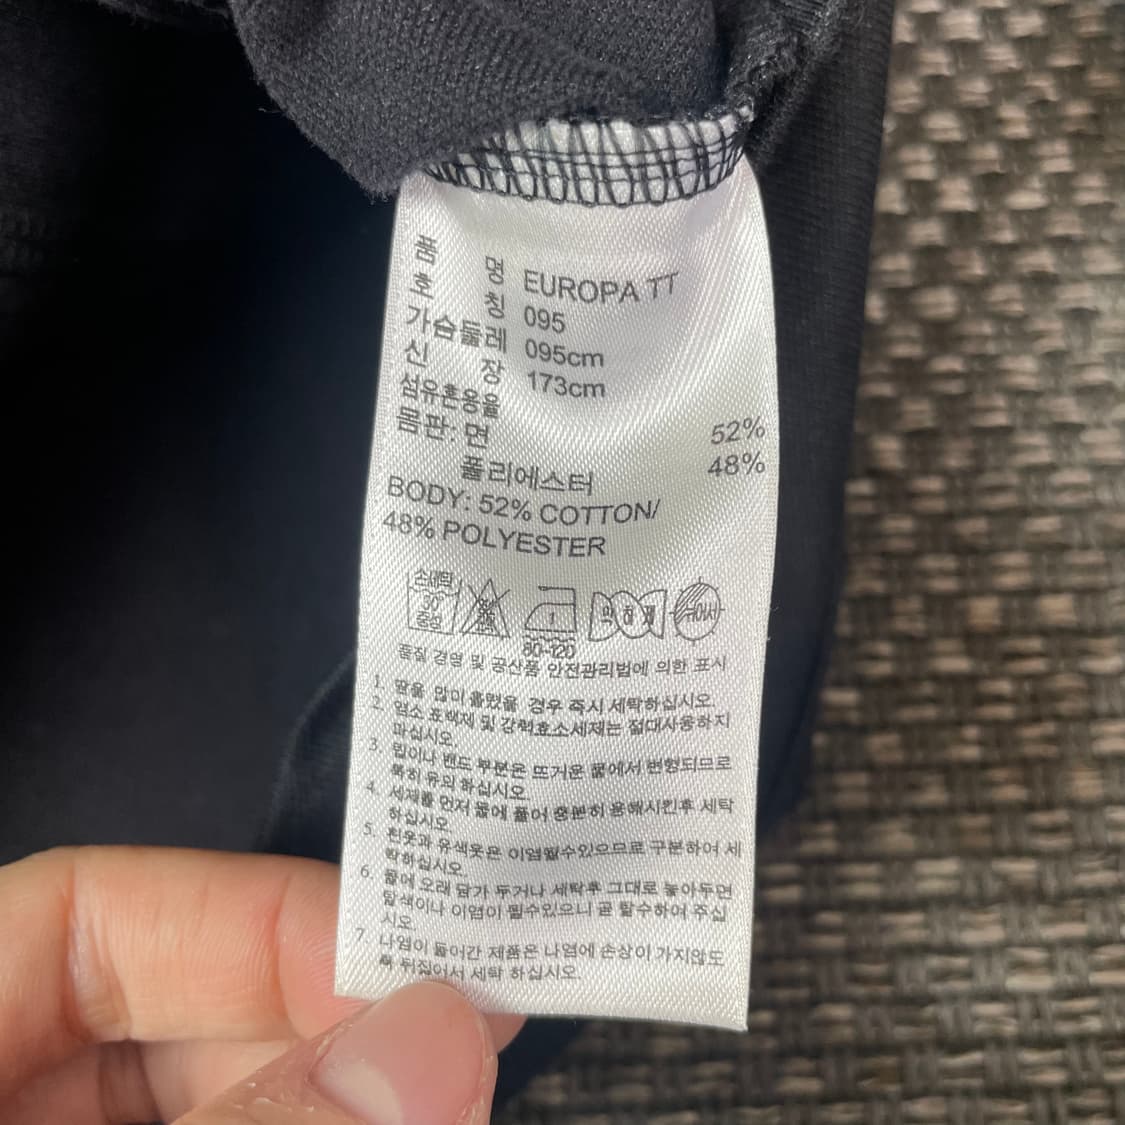 품 명 EUROPA TT
호 칭 095
가슴둘레 095cm
신 장 173cm
섬유혼용율
몸판: 면 52%
폴리에스터 48%
BODY: 52% COTTON/
48% POLYESTER
손세탁
30
중성
1
80~120
약하게
뉘어서
품질 경영 및 공산품 안전관리법에 의한 표시
1. 땀을 많이 흘렸을 경우 즉시 세탁하십시오.
2. 염소 표백제 및 강력효소세제는 절대사용하지
마십시오.
3. 립이나 밴드 부분은 뜨거운 물에서 변형되므로
특히 유의 하십시오.
4. 세제를 먼저 물에 풀어 충분히 용해시킨후 세탁
하십시오.
5. 흰옷과 유색옷은 이염될수있으므로 구분하여 세
탁하십시오.
6. 물에 오래 담가 두거나 세탁후 그대로 놓아두면
탈색이나 이염이 될수있으니 곧 탈수하여 주십
시오.
7. 나염이 들어간 제품은 나염에 손상이 가지않도
록 뒤집어서 세탁 하십시오.